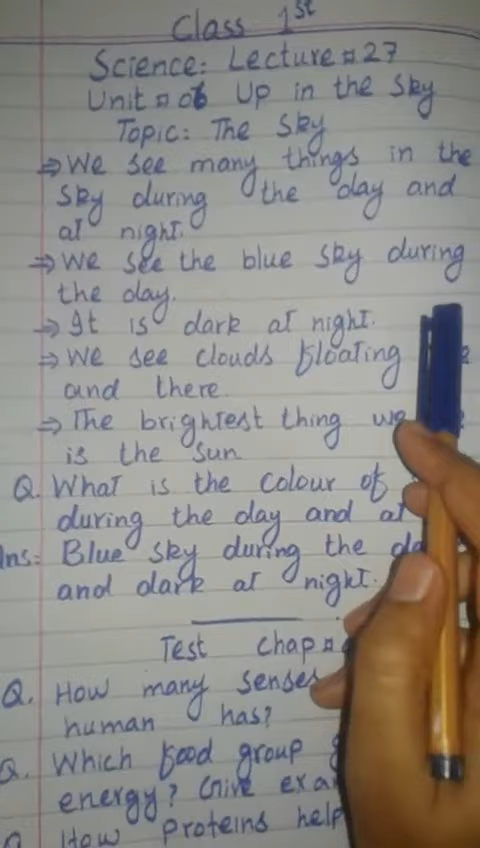 Class 1st
Science: Lecture # 27
Unit # 06 Up in the Sky
Topic: The Sky
⇒ We see many things in the
sky during the day and
at night.
⇒ We see the blue sky during
the day.
⇒ It is dark at night.
⇒ We see clouds floating
and there.
⇒ The brightest thing we
is the sun
Q. What is the colour of
during the day and at
Ans: Blue sky during the
and dark at night.
Test Chap #
Q. How many senses
human has?
Q. Which food group
energy? Give
Q. How proteins help